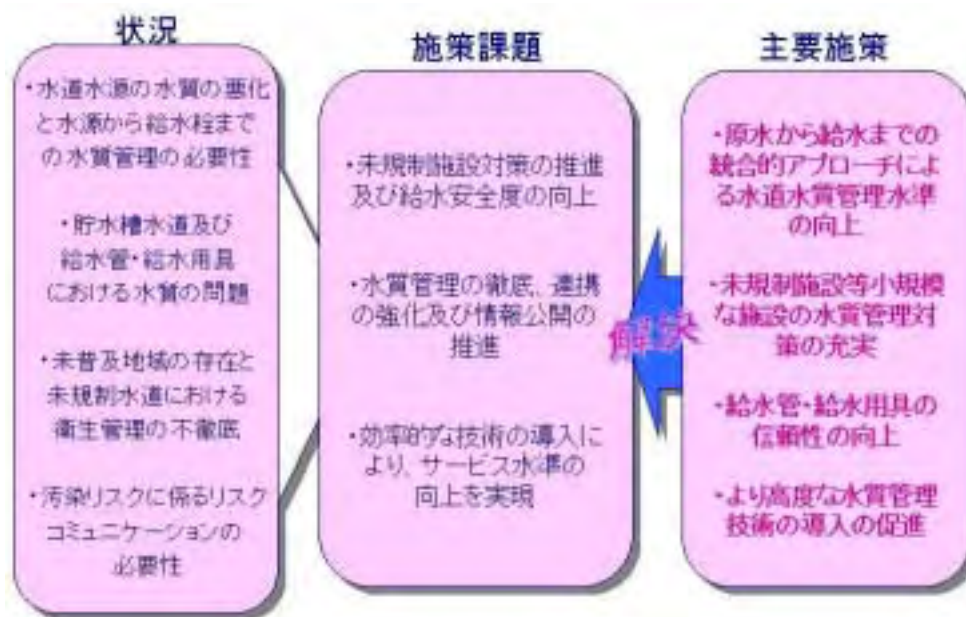 状況
・水道水源の水質の悪化
と水源から給水栓まで
の水質管理の必要性
・貯水槽水道及び
給水管・給水用具
における水質の問題
・未普及地域の存在と
未規制水道における
衛生管理の不徹底
・汚染リスクに係るリスク
コミュニケーションの
必要性
施策課題
・未規制施設対策の推進
及び給水安全度の向上
・水質管理の徹底、連携
の強化及び情報公開の
推進
・効率的な技術の導入に
より、サービス水準の
向上を実現
解決
主要施策
・原水から給水までの
統合的アプローチによ
る水道水質管理水準
の向上
・未規制施設等小規模
な施設の水質管理対
策の充実
・給水管・給水用具の
信頼性の向上
・より高度な水質管理
技術の導入の促進